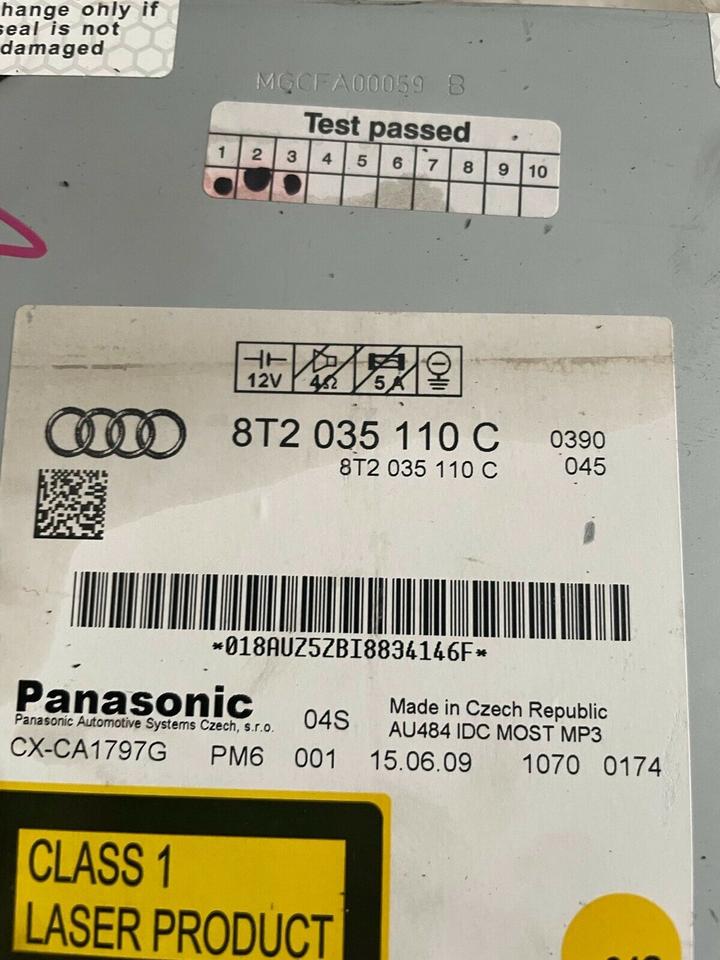 hange only if
seal is not
damaged
MGCFA00059 B
Test passed
1 2 3 4 5 6 7 8 9 10
12V 4Ω 5 A
8T2 035 110 C 0390
8T2 035 110 C 045
*018AUZ5ZBI8834146F*
Panasonic
Panasonic Automotive Systems Czech, s.r.o. 04S
Made in Czech Republic
AU484 IDC MOST MP3
CX-CA1797G PM6 001 15.06.09 1070 0174
CLASS 1
LASER PRODUCT